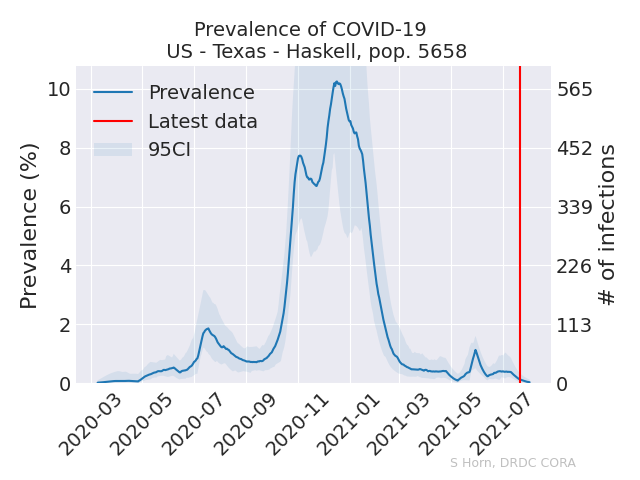 Prevalence of COVID-19
US - Texas - Haskell, pop. 5658
Prevalence
Latest data
95CI
Prevalence (%)
10
8
6
4
2
0
565
452
339
226
113
0
# of infections
2020-03
2020-05
2020-07
2020-09
2020-11
2021-01
2021-03
2021-05
2021-07
S Horn, DRDC CORA